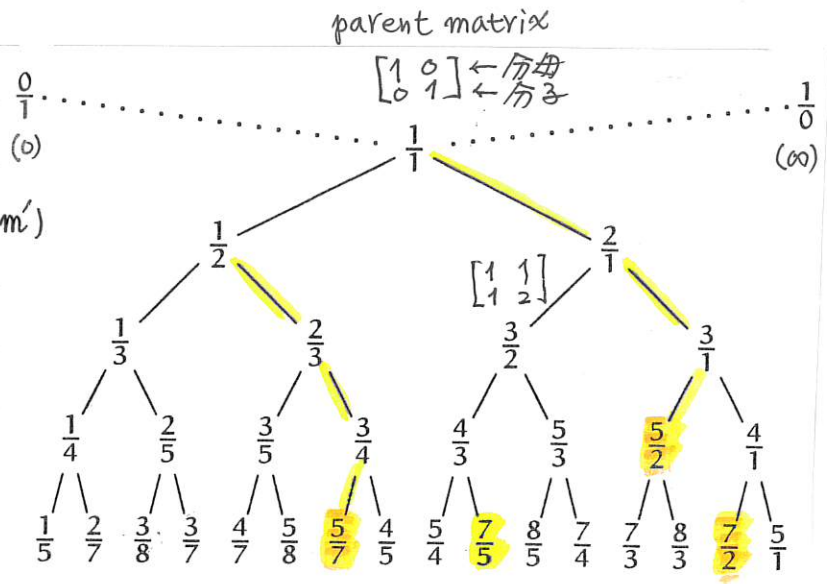 parent matrix
[1 0] ← 分母
[0 1] ← 分子
0/1 1/0
(0) 1/1 (∞)
m′)
1/2 2/1
[1 1]
[1 2]
1/3 2/3 3/2 3/1
1/4 2/5 3/5 3/4 4/3 5/3 5/2 4/1
1/5 2/7 3/8 3/7 4/7 5/8 5/7 4/5 5/4 7/5 8/5 7/4 7/3 8/3 7/2 5/1